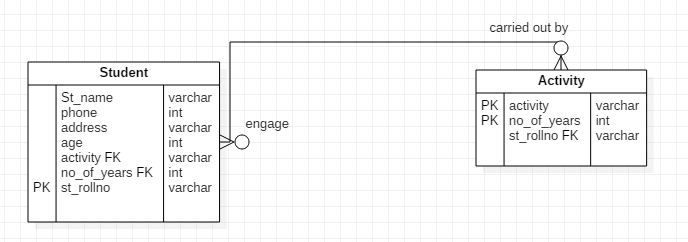 carried out by
Student
St_name varchar
phone int
address varchar
age int
activity FK varchar
no_of_years FK int
PK st_rollno varchar
engage
Activity
PK activity varchar
PK no_of_years int
st_rollno FK varchar